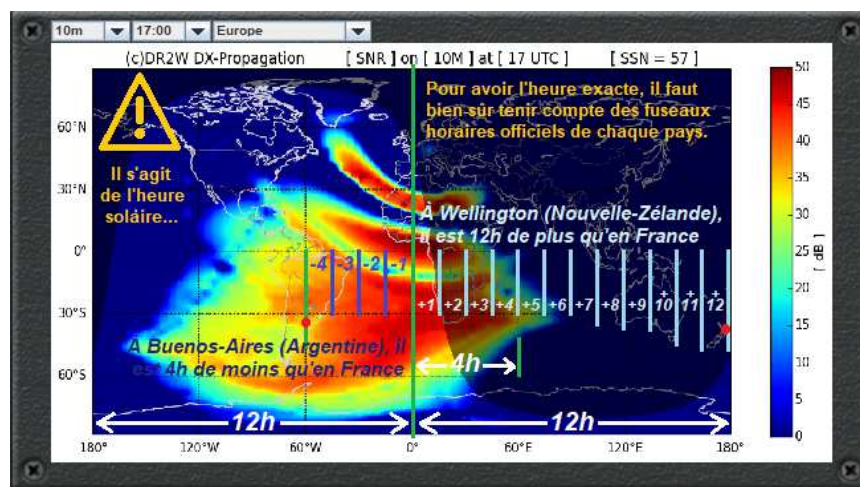 10m 17:00 Europe
(c)DR2W DX-Propagation [ SNR ] on [ 10M ] at [ 17 UTC ] [ SSN = 57 ]
Pour avoir l'heure exacte, il faut
bien-sûr tenir compte des fuseaux
horaires officiels de chaque pays.
Il s'agit
de l'heure
solaire...
À Wellington (Nouvelle-Zélande),
il est 12h de plus qu'en France
-4 -3 -2 -1
+1 +2 +3 +4 +5 +6 +7 +8 +9 +10 +11 +12
À Buenos-Aires (Argentine), il
est 4h de moins qu'en France
4h
12h 12h
60°N
30°N
0°
30°S
60°S
180° 120°W 60°W 0° 60°E 120°E 180°
50
45
40
35
30
25
20
15
10
5
0
[ dB ]